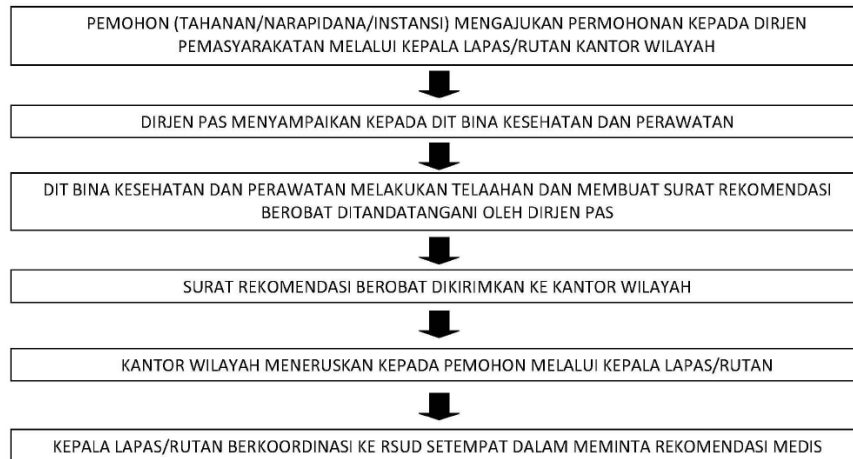 PEMOHON (TAHANAN/NARAPIDANA/INSTANSI) MENGAJUKAN PERMOHONAN KEPADA DIRJEN
PEMASYARAKATAN MELALUI KEPALA LAPAS/RUTAN KANTOR WILAYAH
DIRJEN PAS MENYAMPAIKAN KEPADA DIT BINA KESEHATAN DAN PERAWATAN
DIT BINA KESEHATAN DAN PERAWATAN MELAKUKAN TELAAHAN DAN MEMBUAT SURAT REKOMENDASI
BEROBAT DITANDATANGANI OLEH DIRJEN PAS
SURAT REKOMENDASI BEROBAT DIKIRIMKAN KE KANTOR WILAYAH
KANTOR WILAYAH MENERUSKAN KEPADA PEMOHON MELALUI KEPALA LAPAS/RUTAN
KEPALA LAPAS/RUTAN BERKOORDINASI KE RSUD SETEMPAT DALAM MEMINTA REKOMENDASI MEDIS